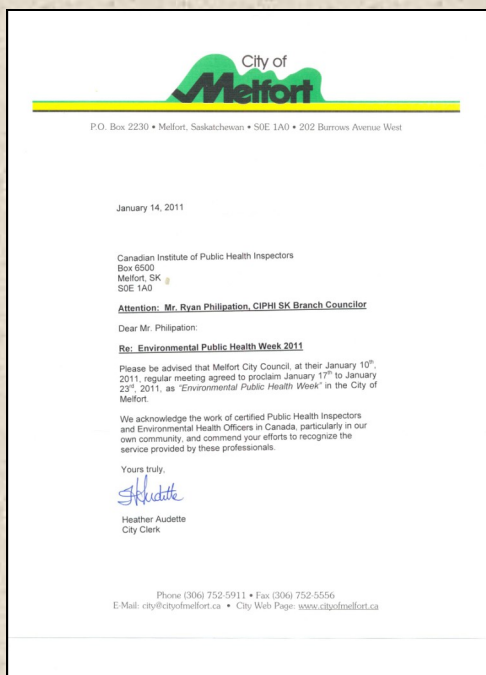 City of
Melfort
P.O. Box 2230 • Melfort, Saskatchewan • S0E 1A0 • 202 Burrows Avenue West
January 14, 2011
Canadian Institute of Public Health Inspectors
Box 6500
Melfort, SK
S0E 1A0
Attention: Mr. Ryan Philipation, CIPHI SK Branch Councilor
Dear Mr. Philipation:
Re: Environmental Public Health Week 2011
Please be advised that Melfort City Council, at their January 10th,
2011, regular meeting agreed to proclaim January 17th to January
23rd, 2011, as "Environmental Public Health Week" in the City of
Melfort.
We acknowledge the work of certified Public Health Inspectors
and Environmental Health Officers in Canada, particularly in our
own community, and commend your efforts to recognize the
service provided by these professionals.
Yours truly,
HAudette
Heather Audette
City Clerk
Phone (306) 752-5911 • Fax (306) 752-5556
E-Mail: city@cityofmelfort.ca • City Web Page: www.cityofmelfort.ca